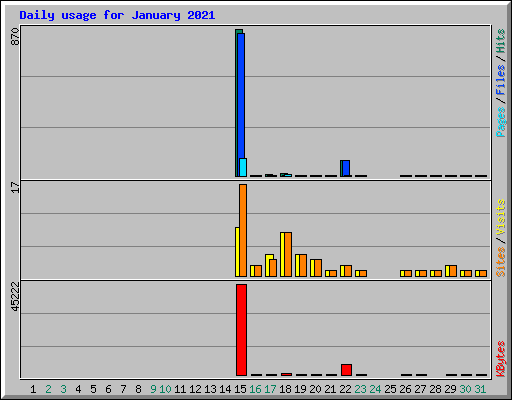 Daily usage for January 2021
870
17
45222
Pages/Files/Hits
Sites/Visits
KBytes
1 2 3 4 5 6 7 8 9 10 11 12 13 14 15 16 17 18 19 20 21 22 23 24 25 26 27 28 29 30 31